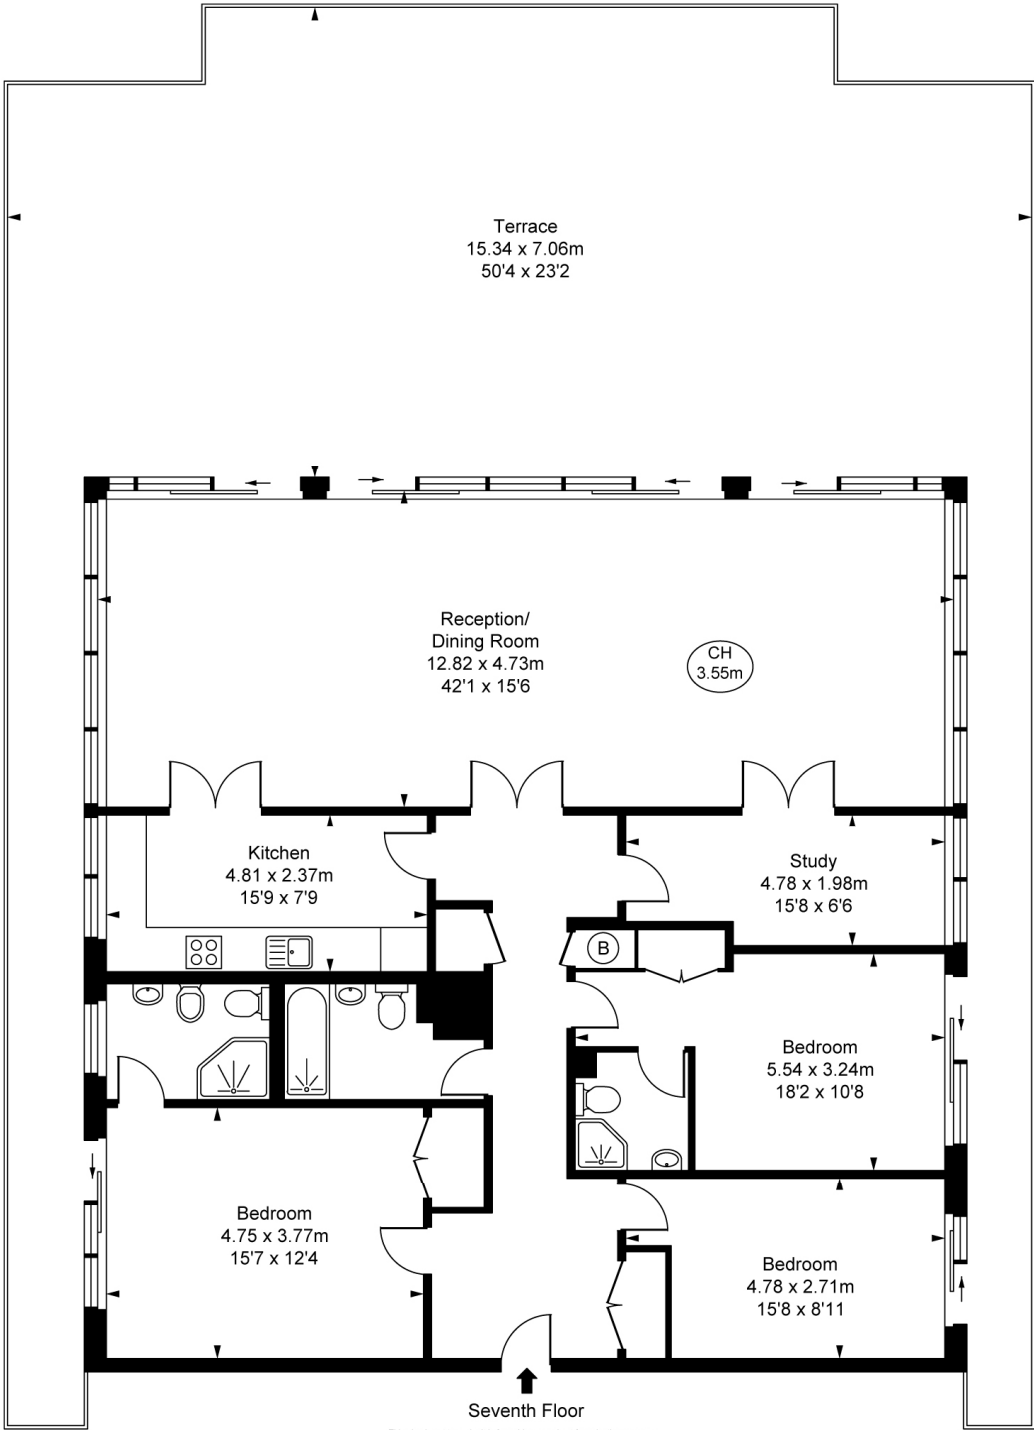 Terrace
15.34 x 7.06m
50'4 x 23'2
Reception/
Dining Room
12.82 x 4.73m
42'1 x 15'6
CH
3.55m
Kitchen
4.81 x 2.37m
15'9 x 7'9
Study
4.78 x 1.98m
15'8 x 6'6
B
Bedroom
5.54 x 3.24m
18'2 x 10'8
Bedroom
4.75 x 3.77m
15'7 x 12'4
Bedroom
4.78 x 2.71m
15'8 x 8'11
Seventh Floor